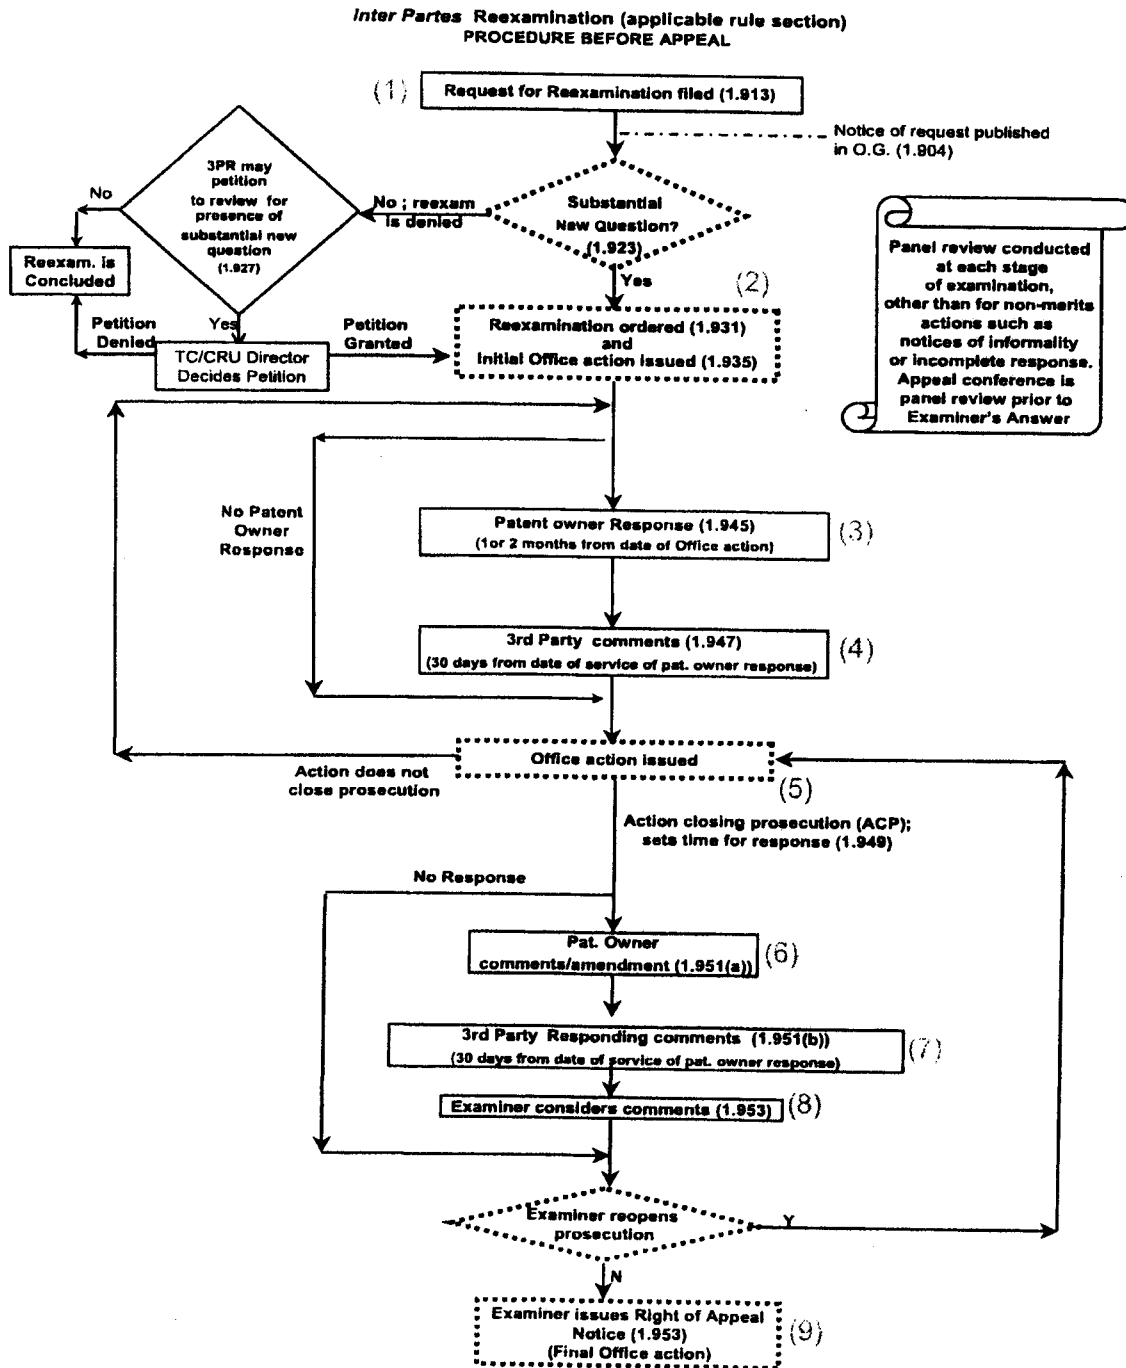 Inter Partes Reexamination (applicable rule section)
PROCEDURE BEFORE APPEAL
(1)
Request for Reexamination filed (1.913)
Notice of request published
in O.G. (1.904)
3PR may
petition
to review for
presence of
substantial new
question
(1.927)
No
No ; reexam
is denied
Substantial
New Question?
(1.923)
Yes
(2)
Reexam. is
Concluded
Petition
Denied
Yes
TC/CRU Director
Decides Petition
Petition
Granted
Reexamination ordered (1.931)
and
Initial Office action issued (1.935)
Panel review conducted
at each stage
of examination,
other than for non-merits
actions such as
notices of informality
or incomplete response.
Appeal conference is
panel review prior to
Examiner's Answer
No Patent
Owner
Response
Patent owner Response (1.945)
(1or 2 months from date of Office action)
(3)
3rd Party comments (1.947)
(30 days from date of service of pat. owner response)
(4)
Office action issued
(5)
Action does not
close prosecution
Action closing prosecution (ACP);
sets time for response (1.949)
No Response
Pat. Owner
comments/amendment (1.951(a))
(6)
3rd Party Responding comments (1.951(b))
(30 days from date of service of pat. owner response)
(7)
Examiner considers comments (1.953)
(8)
Examiner reopens
prosecution
Y
N
Examiner issues Right of Appeal
Notice (1.953)
(Final Office action)
(9)